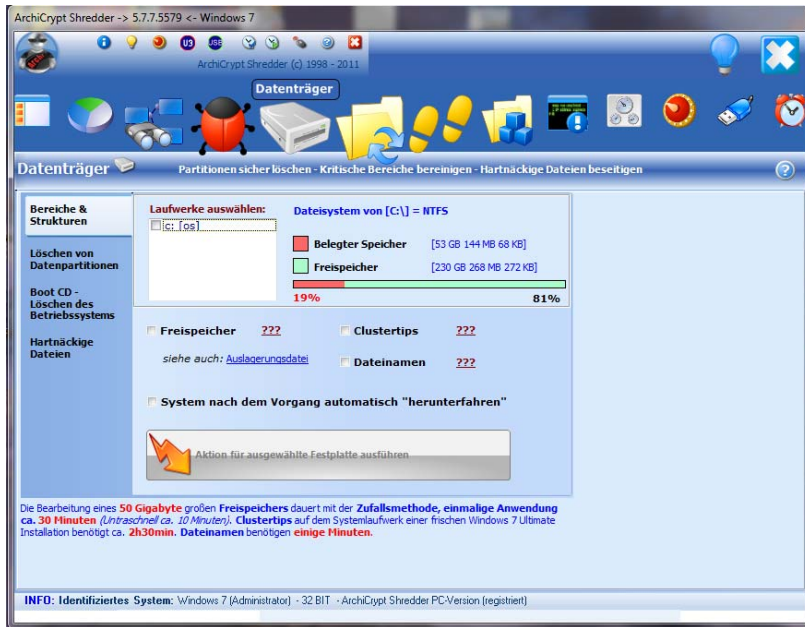 ArchiCrypt Shredder -> 5.7.7.5579 <- Windows 7
U3
USB
ArchiCrypt Shredder (c) 1998 - 2011
Datenträger
Datenträger
Partitionen sicher löschen - Kritische Bereiche bereinigen - Hartnäckige Dateien beseitigen
Bereiche &
Strukturen
Löschen von
Datenpartitionen
Boot CD -
Löschen des
Betriebssystems
Hartnäckige
Dateien
Laufwerke auswählen:
c: [os]
Dateisystem von [C:\] = NTFS
Belegter Speicher [53 GB 144 MB 68 KB]
Freispeicher [230 GB 268 MB 272 KB]
19% 81%
Freispeicher ??? Clustertips ???
siehe auch: Auslagerungsdatei Dateinamen ???
System nach dem Vorgang automatisch "herunterfahren"
Aktion für ausgewählte Festplatte ausführen
Die Bearbeitung eines 50 Gigabyte großen Freispeichers dauert mit der Zufallsmethode, einmalige Anwendung
ca. 30 Minuten (Untraschnell ca. 10 Minuten). Clustertips auf dem Systemlaufwerk einer frischen Windows 7 Ultimate
Installation benötigt ca. 2h30min. Dateinamen benötigen einige Minuten.
INFO: Identifiziertes System: Windows 7 (Administrator) - 32 BIT - ArchiCrypt Shredder PC-Version (registriert)